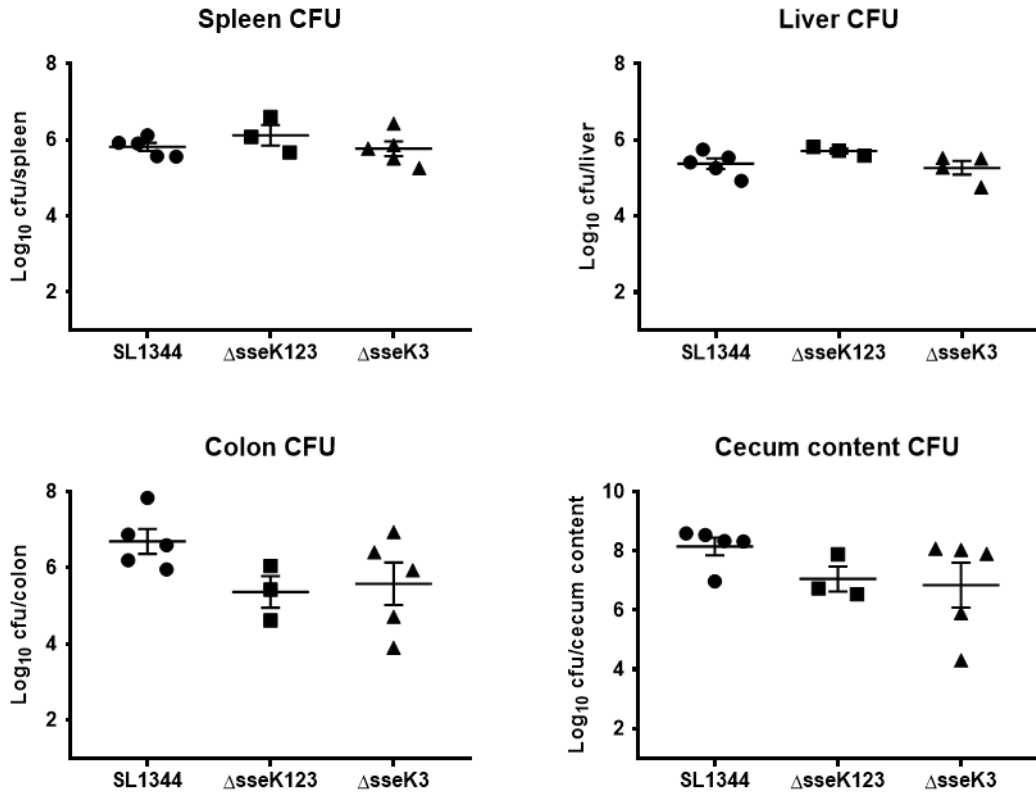 Spleen CFU
Log10 cfu/spleen
8
6
4
2
SL1344
ΔsseK123
ΔsseK3
Liver CFU
Log10 cfu/liver
8
6
4
2
SL1344
ΔsseK123
ΔsseK3
Colon CFU
Log10 cfu/colon
8
6
4
2
SL1344
ΔsseK123
ΔsseK3
Cecum content CFU
Log10 cfu/cecum content
10
8
6
4
2
SL1344
ΔsseK123
ΔsseK3